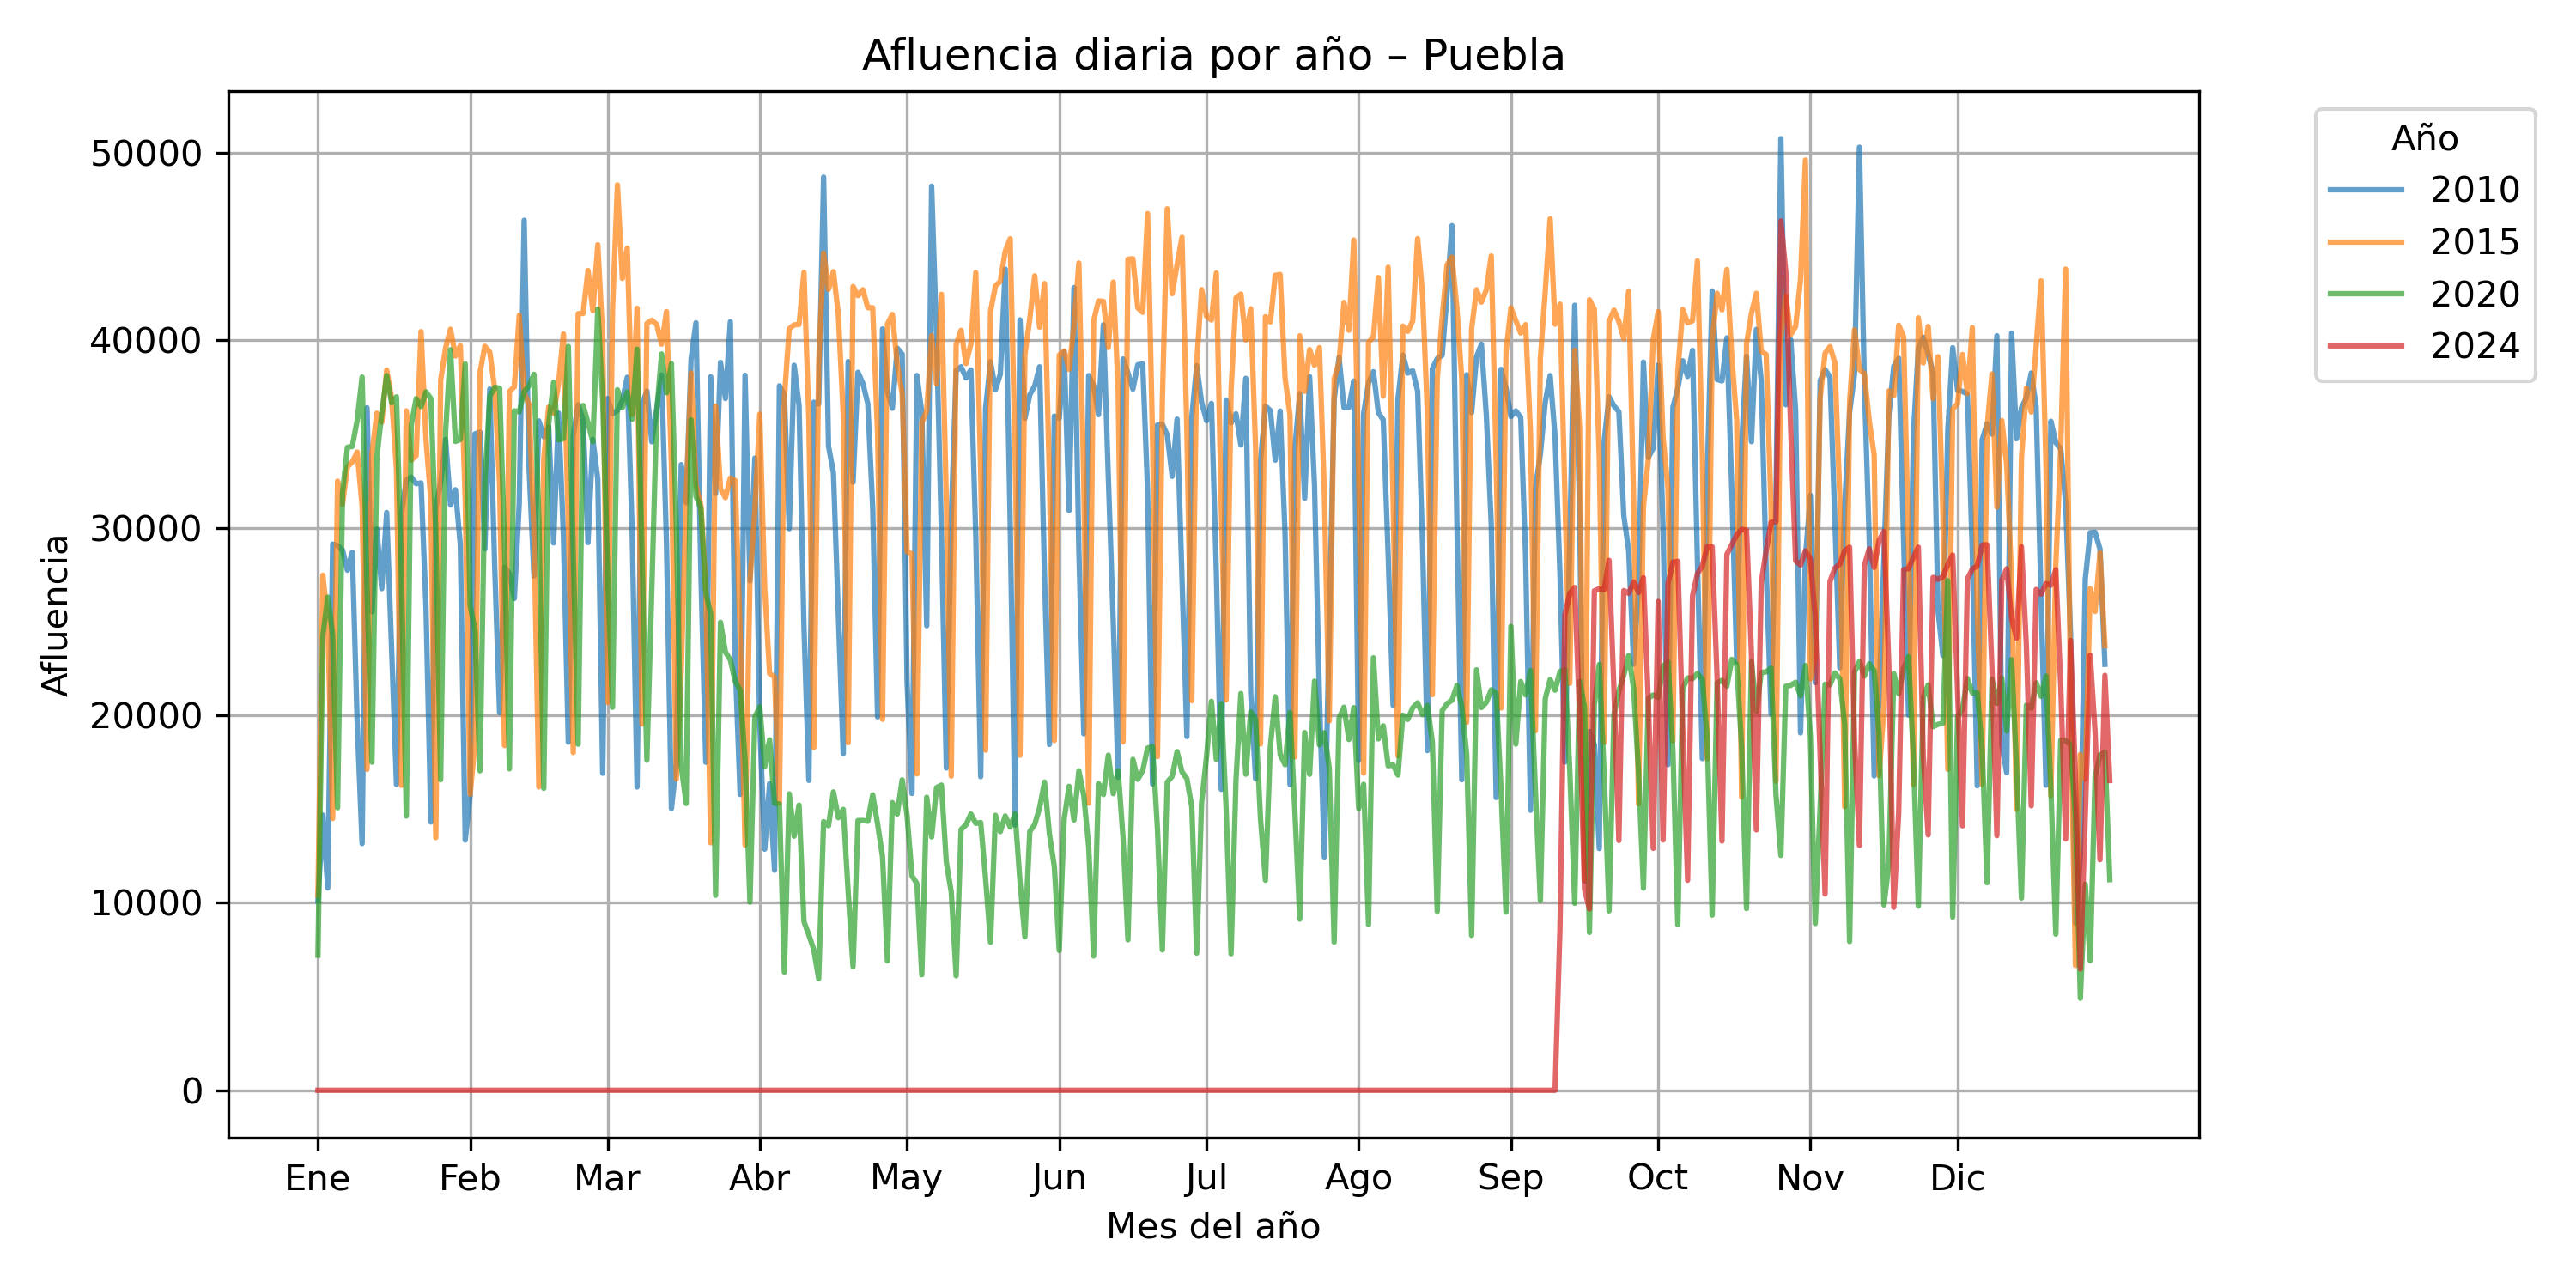 Afluencia diaria por año – Puebla
Afluencia
50000
40000
30000
20000
10000
0
Ene Feb Mar Abr May Jun Jul Ago Sep Oct Nov Dic
Mes del año
Año
2010
2015
2020
2024